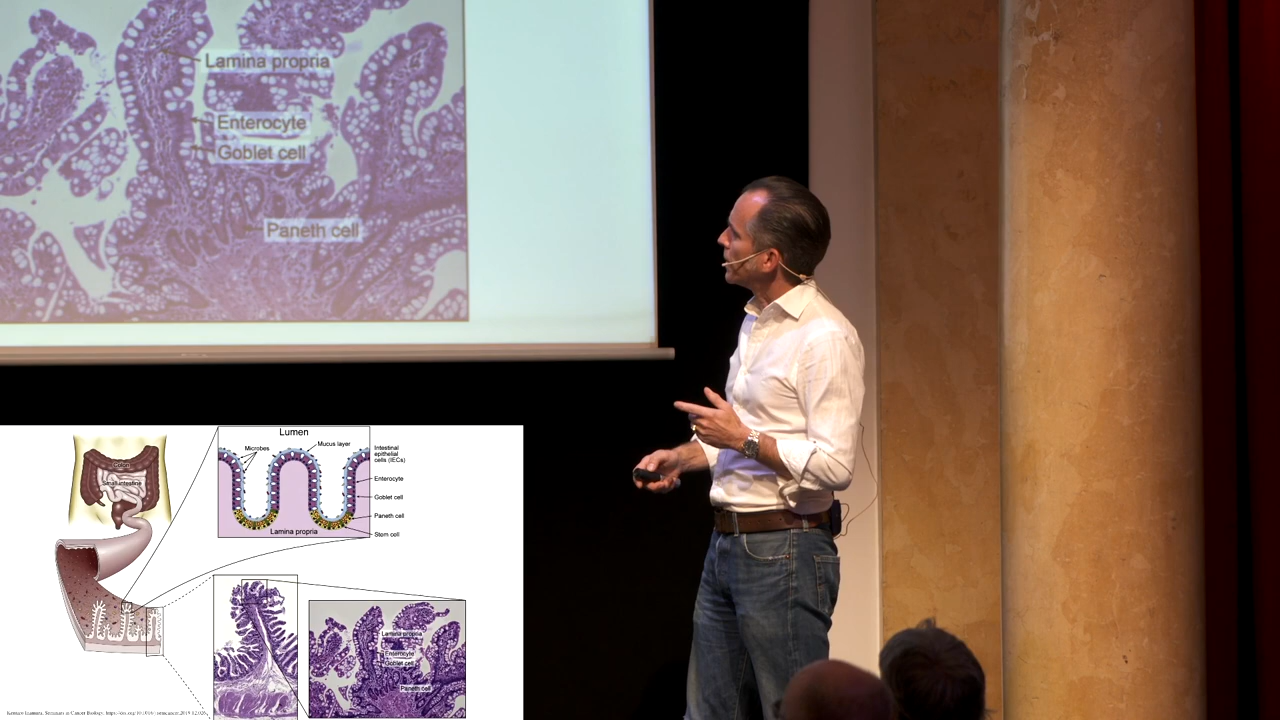 Lamina propria
Enterocyte
Goblet cell
Paneth cell
Lumen
Microbes
Mucus layer
Intestinal
epithelial
cells (IECs)
Enterocyte
Goblet cell
Paneth cell
Stem cell
Lamina propria
Colon
Small intestine
Lamina propria
Enterocyte
Goblet cell
Paneth cell